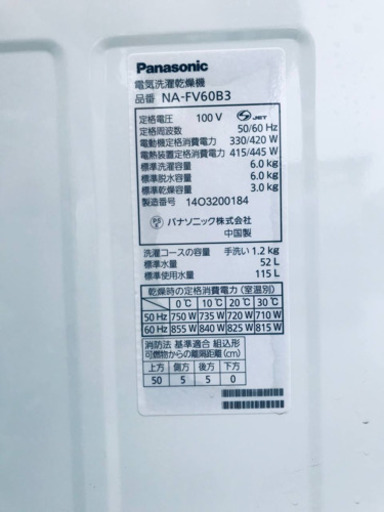 Panasonic
電気洗濯乾燥機
品番 NA-FV60B3
定格電圧 100 V JET
定格周波数 50/60 Hz
電動機定格消費電力 330/420 W
電熱装置定格消費電力 415/445 W
標準洗濯容量 6.0 kg
標準脱水容量 6.0 kg
標準乾燥容量 3.0 kg
製造番号 14O3200184
パナソニック株式会社
中国製
洗濯コースの容量 手洗い 1.2 kg
標準水量 52 L
標準使用水量 115 L
乾燥時の定格消費電力 (室温別)
0℃ 10℃ 20℃ 30℃
50 Hz 750 W 735 W 720 W 710 W
60 Hz 855 W 840 W 825 W 815 W
消防法 基準適合 組込形
可燃物からの離隔距離(cm)
上方 側方 後方 下方
50 5 5 0